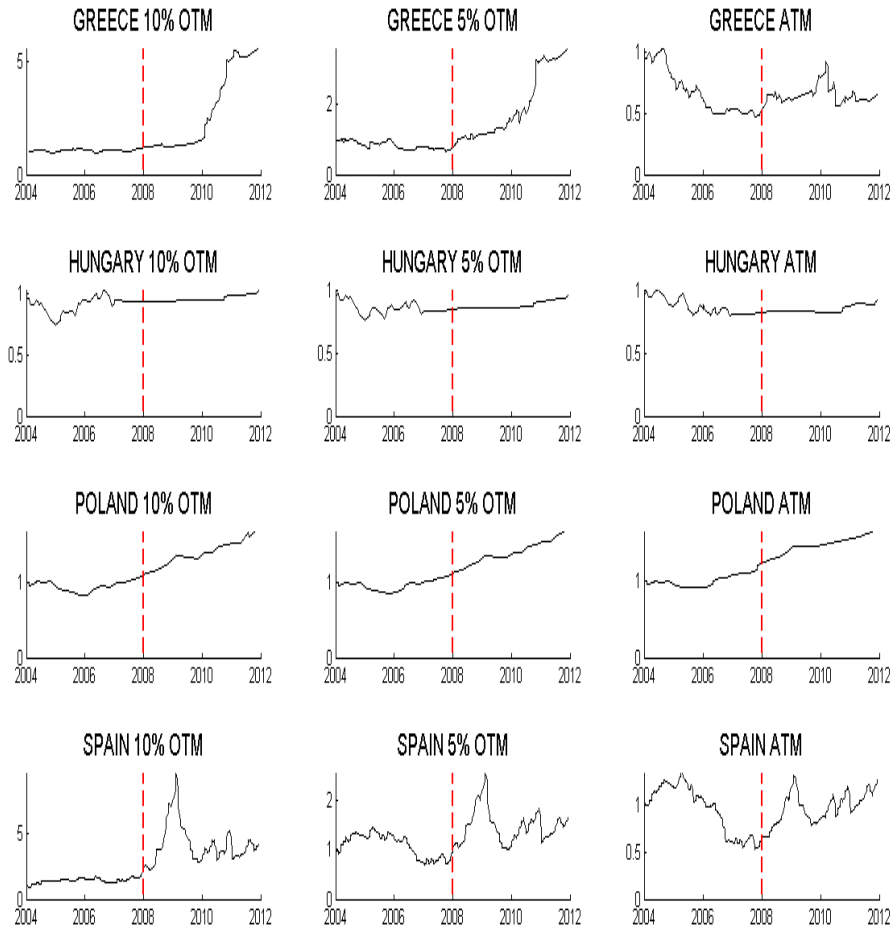 GREECE 10% OTM
5
0
2004 2006 2008 2010 2012
GREECE 5% OTM
2
0
2004 2006 2008 2010 2012
GREECE ATM
1
0.5
0
2004 2006 2008 2010 2012
HUNGARY 10% OTM
1
0.5
0
2004 2006 2008 2010 2012
HUNGARY 5% OTM
1
0.5
0
2004 2006 2008 2010 2012
HUNGARY ATM
1
0.5
0
2004 2006 2008 2010 2012
POLAND 10% OTM
1
0
2004 2006 2008 2010 2012
POLAND 5% OTM
1
0
2004 2006 2008 2010 2012
POLAND ATM
1
0
2004 2006 2008 2010 2012
SPAIN 10% OTM
5
0
2004 2006 2008 2010 2012
SPAIN 5% OTM
2
1
0
2004 2006 2008 2010 2012
SPAIN ATM
1
0.5
0
2004 2006 2008 2010 2012